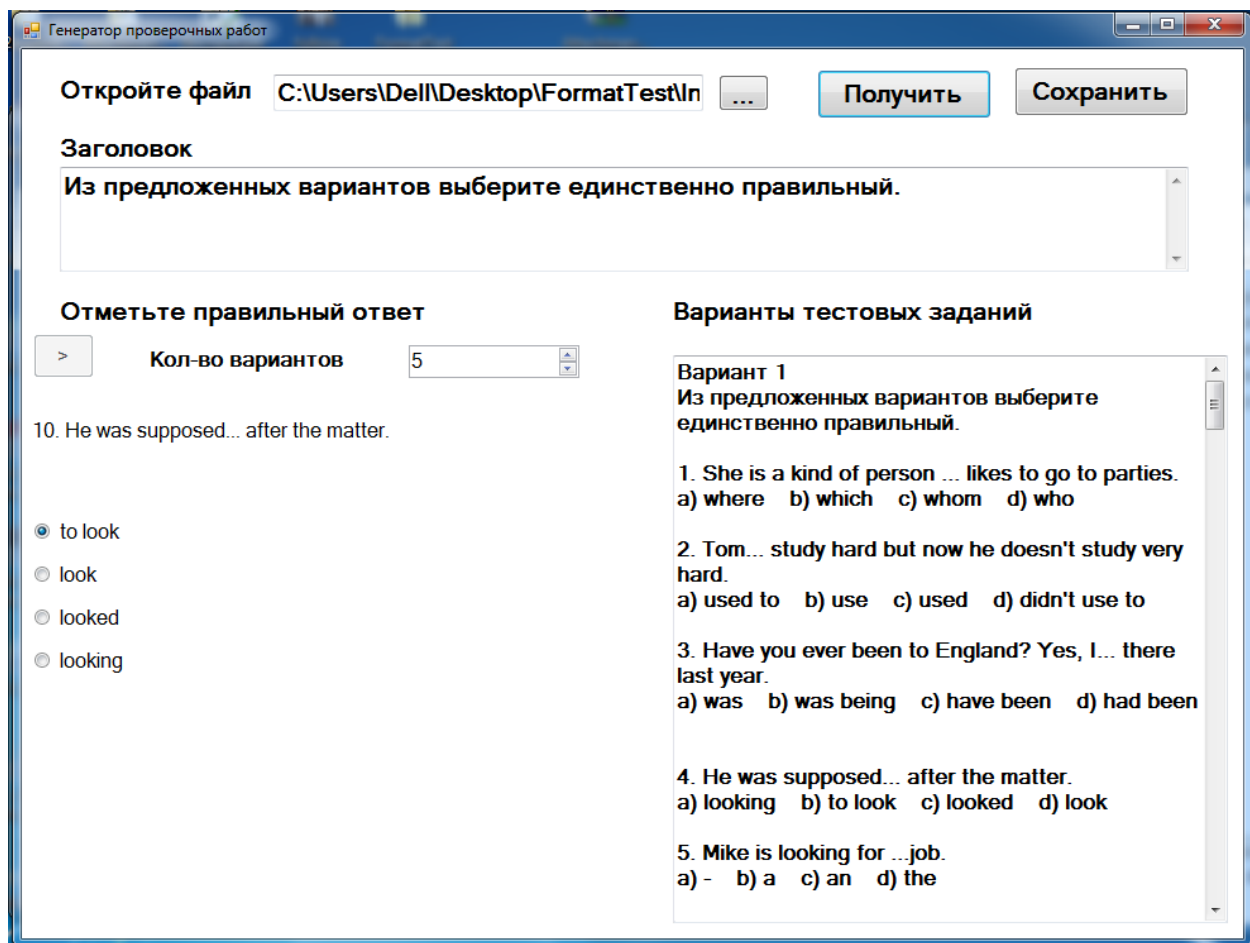 Генератор проверочных работ
Откройте файл C:\Users\Dell\Desktop\FormatTest\In ... Получить Сохранить
Заголовок
Из предложенных вариантов выберите единственно правильный.
Отметьте правильный ответ
> Кол-во вариантов 5
10. He was supposed... after the matter.
to look
look
looked
looking
Варианты тестовых заданий
Вариант 1
Из предложенных вариантов выберите
единственно правильный.
1. She is a kind of person ... likes to go to parties.
a) where b) which c) whom d) who
2. Tom... study hard but now he doesn't study very
hard.
a) used to b) use c) used d) didn't use to
3. Have you ever been to England? Yes, I... there
last year.
a) was b) was being c) have been d) had been
4. He was supposed... after the matter.
a) looking b) to look c) looked d) look
5. Mike is looking for ...job.
a) - b) a c) an d) the